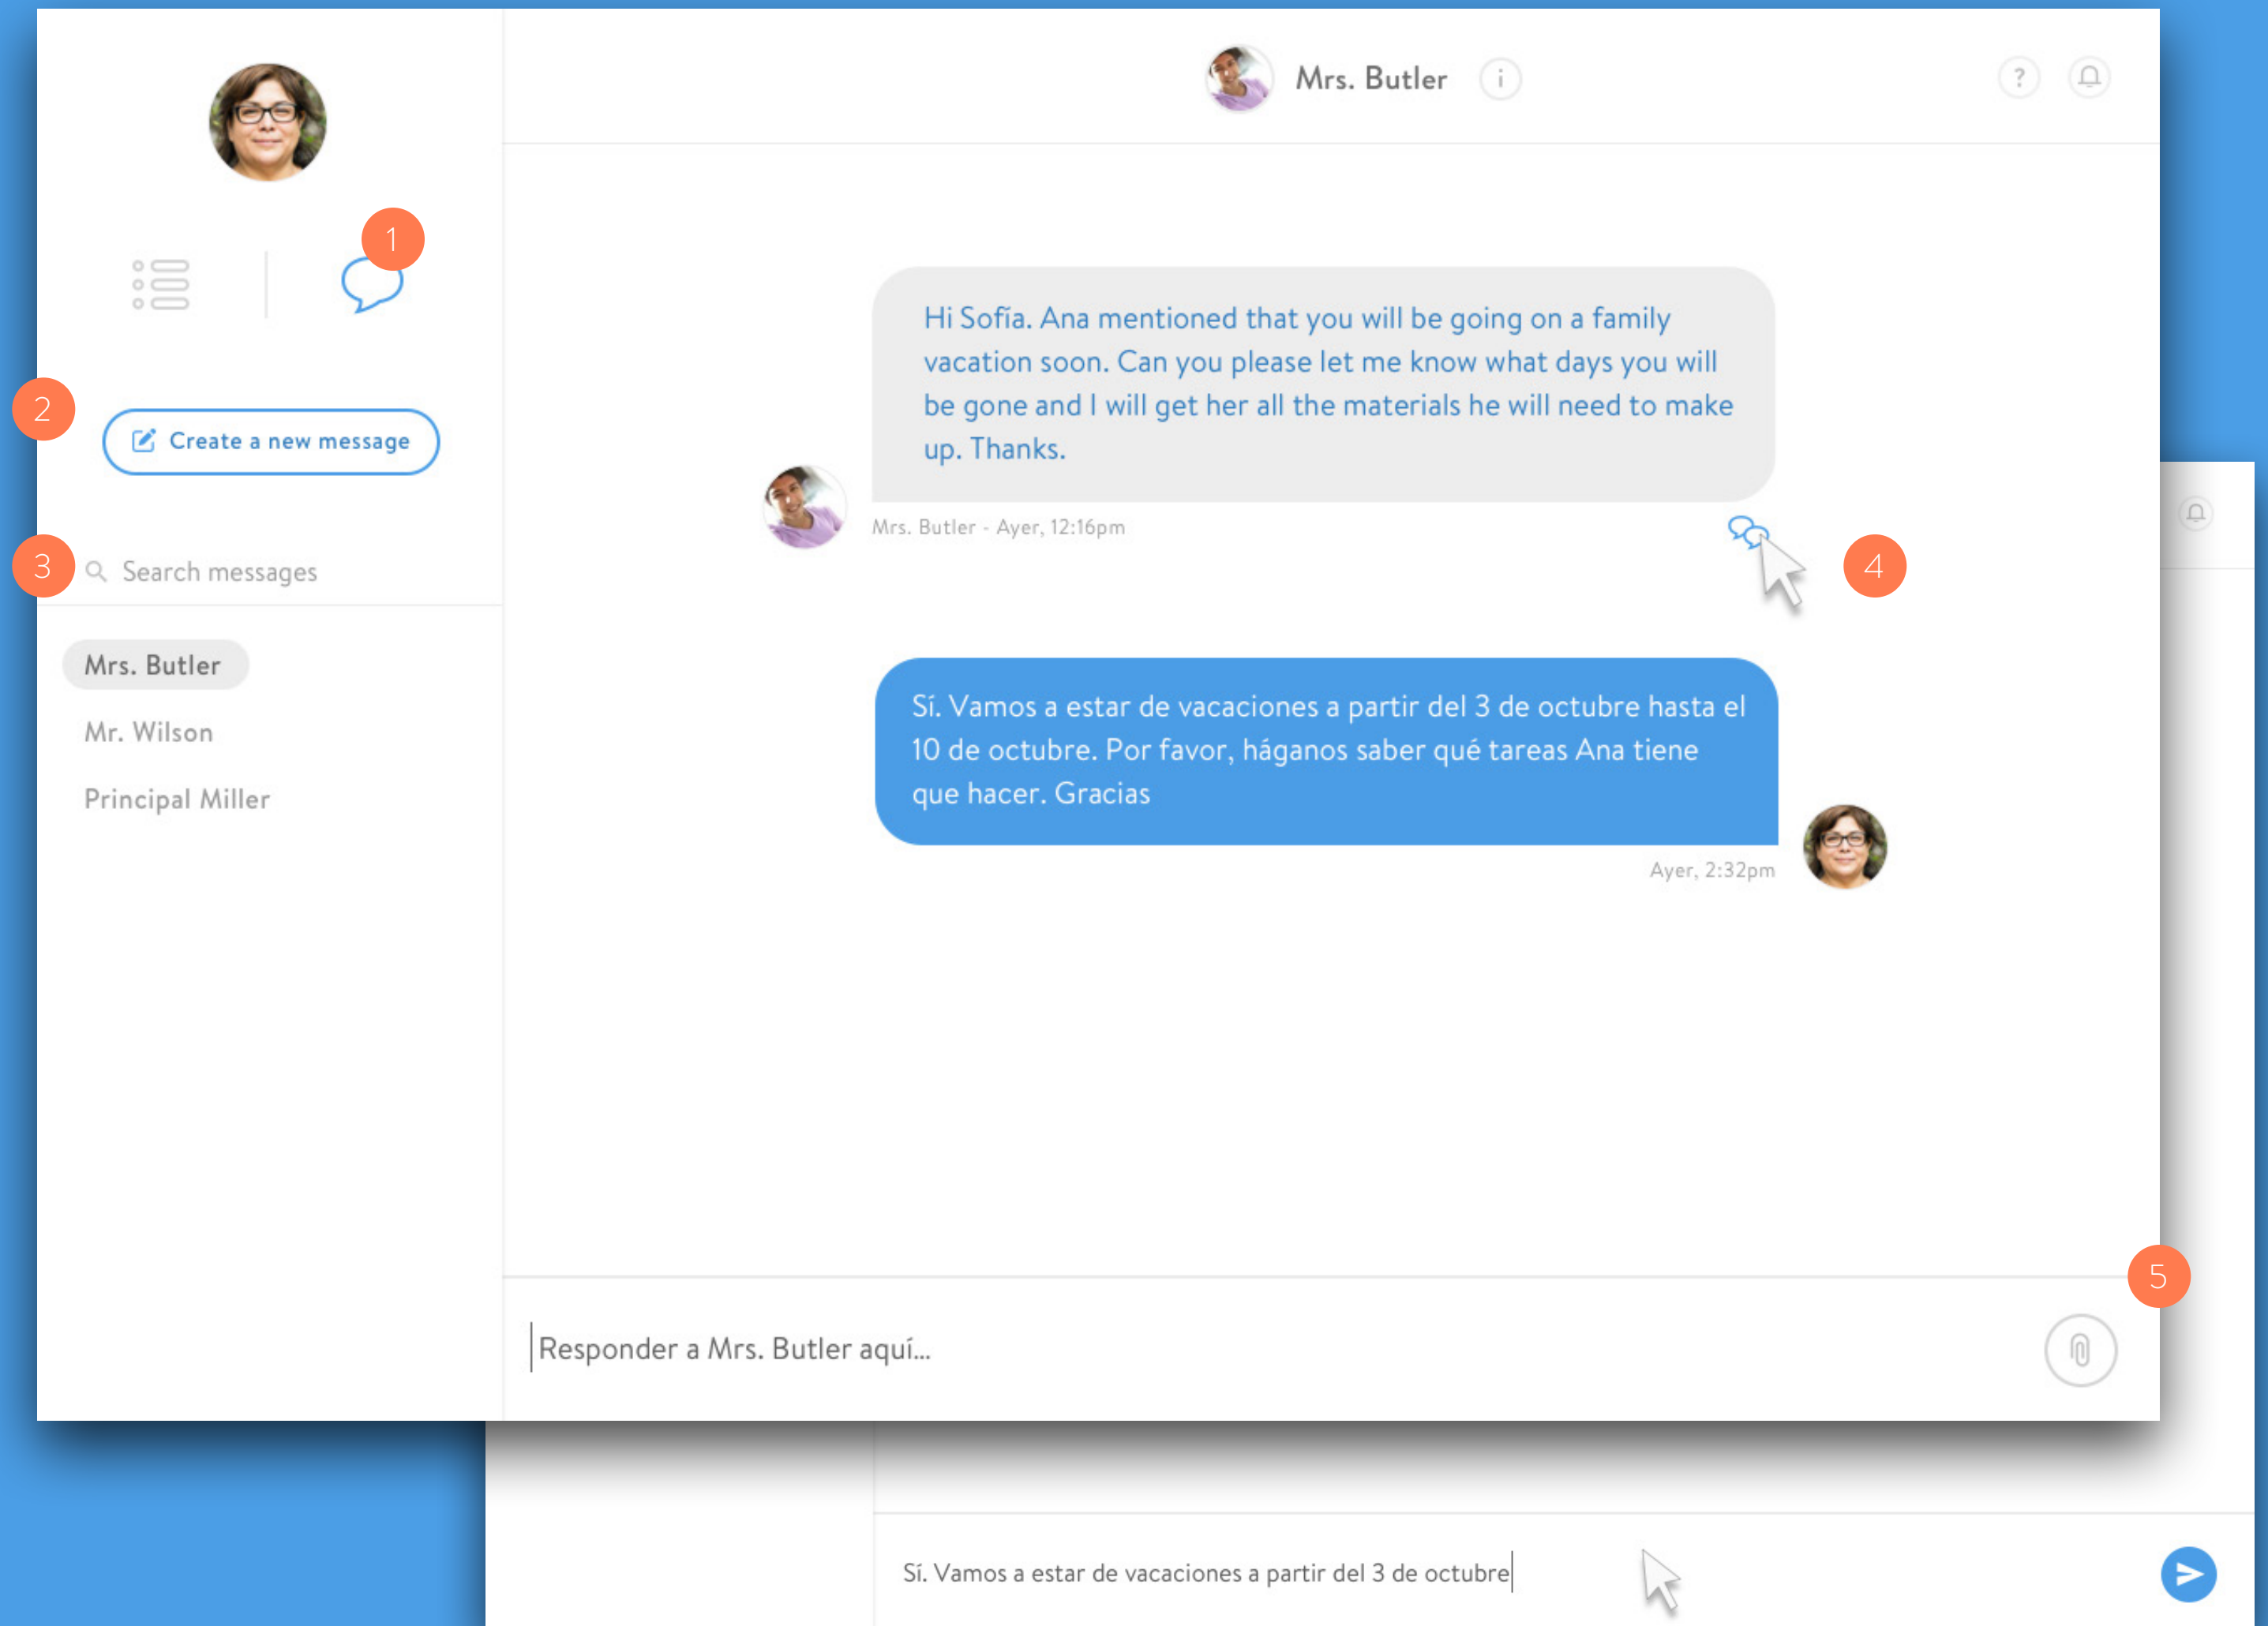 1
2
Create a new message
3
Search messages
Mrs. Butler
Mr. Wilson
Principal Miller
Mrs. Butler
i
?
Hi Sofía. Ana mentioned that you will be going on a family
vacation soon. Can you please let me know what days you will
be gone and I will get her all the materials he will need to make
up. Thanks.
Mrs. Butler - Ayer, 12:16pm
4
Sí. Vamos a estar de vacaciones a partir del 3 de octubre hasta el
10 de octubre. Por favor, háganos saber qué tareas Ana tiene
que hacer. Gracias
Ayer, 2:32pm
5
Responder a Mrs. Butler aquí...
Sí. Vamos a estar de vacaciones a partir del 3 de octubre